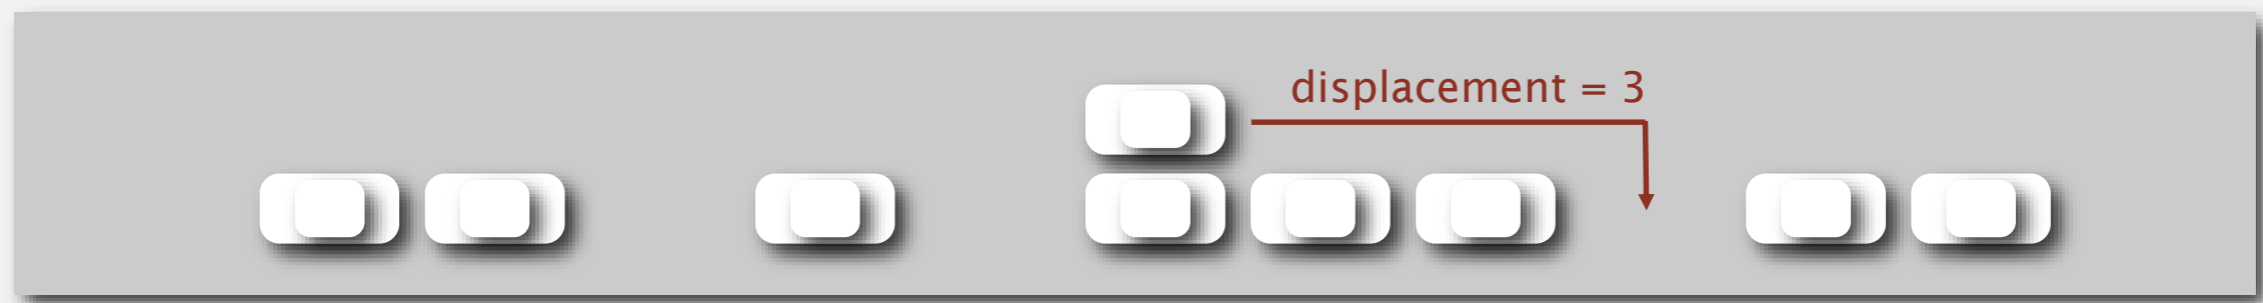 displacement = 3